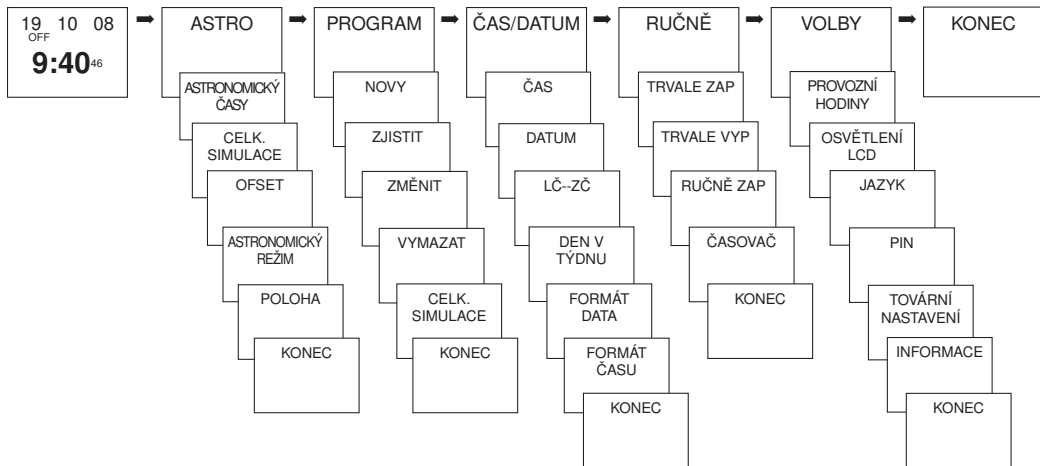 19 10 08
OFF
9:40 46
ASTRO
ASTRONOMICKÝ
ČASY
CELK.
SIMULACE
OFSET
ASTRONOMICKÝ
REŽIM
POLOHA
KONEC
PROGRAM
NOVY
ZJISTIT
ZMĚNIT
VYMAZAT
CELK.
SIMULACE
KONEC
ČAS/DATUM
ČAS
DATUM
LČ--ZČ
DEN V
TÝDNU
FORMÁT
DATA
FORMÁT
ČASU
KONEC
RUČNĚ
TRVALE ZAP
TRVALE VYP
RUČNĚ ZAP
ČASOVAČ
KONEC
VOLBY
PROVOZNÍ
HODINY
OSVĚTLENÍ
LCD
JAZYK
PIN
TOVÁRNÍ
NASTAVENÍ
INFORMACE
KONEC
KONEC